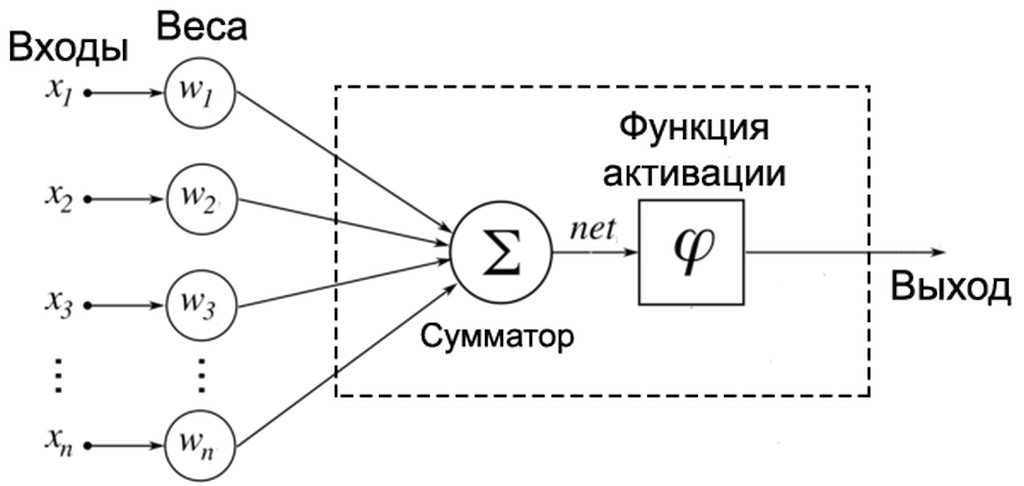 Входы
Веса
x1
w1
x2
w2
x3
w3
⋮
⋮
xn
wn
Σ
Сумматор
net
Функция
активации
φ
Выход